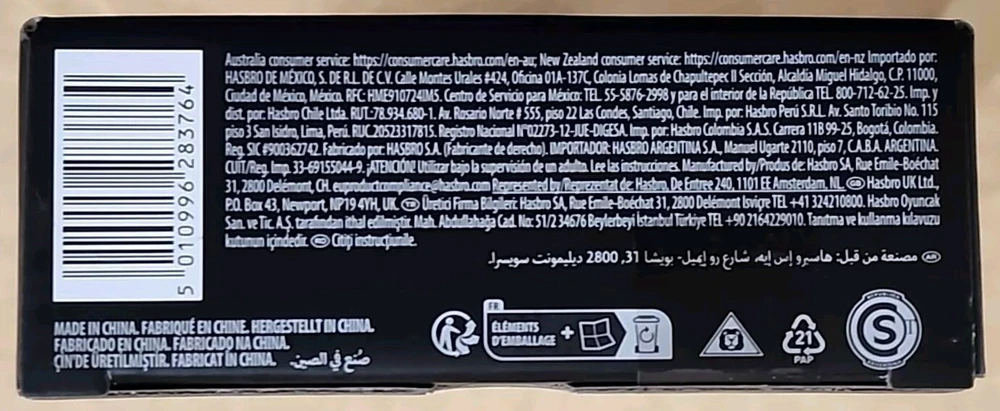 Australia consumer service: https://consumercare.hasbro.com/en-au; New Zealand consumer service: https://consumercare.hasbro.com/en-nz Importado por:
HASBRO DE MÉXICO, S. DE R.L. DE C.V. Calle Montes Urales #424, Oficina 01A-137C, Colonia Lomas de Chapultepec II Sección, Alcaldía Miguel Hidalgo, C.P. 11000,
Ciudad de México, México. RFC: HME910724IM5. Centro de Servicio para México: TEL. 55-5876-2998 y para el interior de la República TEL. 800-712-62-25. Imp. y
dist. por: Hasbro Chile Ltda. RUT.:78.934.680-1. Av. Rosario Norte # 555, piso 22 Las Condes, Santiago, Chile. Imp. por: Hasbro Perú S.R.L. Av. Santo Toribio No. 115
piso 3 San Isidro, Lima, Perú. RUC.20523317815. Registro Nacional N°02273-12-JUE-DIGESA. Imp. por: Hasbro Colombia S.A.S. Carrera 11B 99-25, Bogotá, Colombia.
Reg. SIC #900362742. Fabricado por: HASBRO S.A. (Fabricante de derecho). IMPORTADOR: HASBRO ARGENTINA S.A., Manuel Ugarte 2110, piso 7, C.A.B.A. ARGENTINA.
CUIT/Reg. Imp. 33-69155044-9. ¡ATENCIÓN! Utilizar bajo la supervisión de un adulto. Lee las instrucciones. Manufactured by/Produs de: Hasbro SA, Rue Emile-Boéchat
31, 2800 Delémont, CH. euproductcompliance@hasbro.com Represented by/Reprezentat de: Hasbro, De Entree 240, 1101 EE Amsterdam, NL. GB Hasbro UK Ltd.,
P.O. Box 43, Newport, NP19 4YH, UK. TR Üretici Firma Bilgileri: Hasbro SA, Rue Emile-Boéchat 31, 2800 Delémont İsviçre TEL +41 324210800. Hasbro Oyuncak
San. ve Tic. A.Ş. tarafından ithal edilmiştir. Mah. Abdullahağa Cad. No: 51/2 34676 Beylerbeyi İstanbul Türkiye TEL +90 2164229010. Tanıtma ve kullanma kılavuzu
kutunun içindedir. RO Citiţi instrucţiunile.
AR مصنعة من قبل: هاسبرو إس إيه، شارع رو إيميل- بويشا 31, 2800 ديليمونت سويسرا.
5 010996 283764
MADE IN CHINA. FABRIQUÉ EN CHINE. HERGESTELLT IN CHINA.
FABRICADO EN CHINA. FABRICADO NA CHINA.
ÇİN'DE ÜRETİLMİŞTİR. FABRICAT ÎN CHINA. صُنع في الصين.
FR
ÉLÉMENTS
D'EMBALLAGE +
21
PAP
S